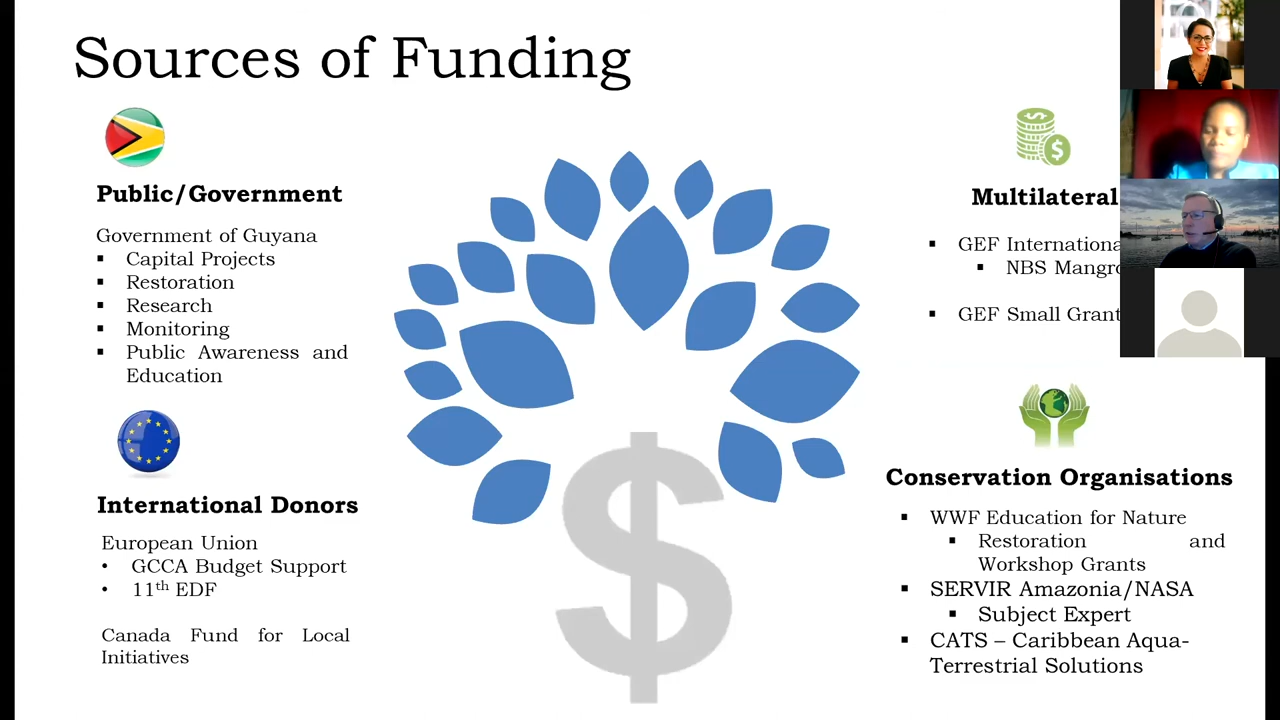 Sources of Funding
Public/Government
Government of Guyana
▪ Capital Projects
▪ Restoration
▪ Research
▪ Monitoring
▪ Public Awareness and
Education
International Donors
European Union
• GCCA Budget Support
• 11th EDF
Canada Fund for Local
Initiatives
$
Multilateral
▪ GEF
▪ NBS
▪ GEF Small
Conservation Organisations
▪ WWF Education for Nature
▪ Restoration and
Workshop Grants
▪ SERVIR Amazonia/NASA
▪ Subject Expert
▪ CATS – Caribbean Aqua-
Terrestrial Solutions